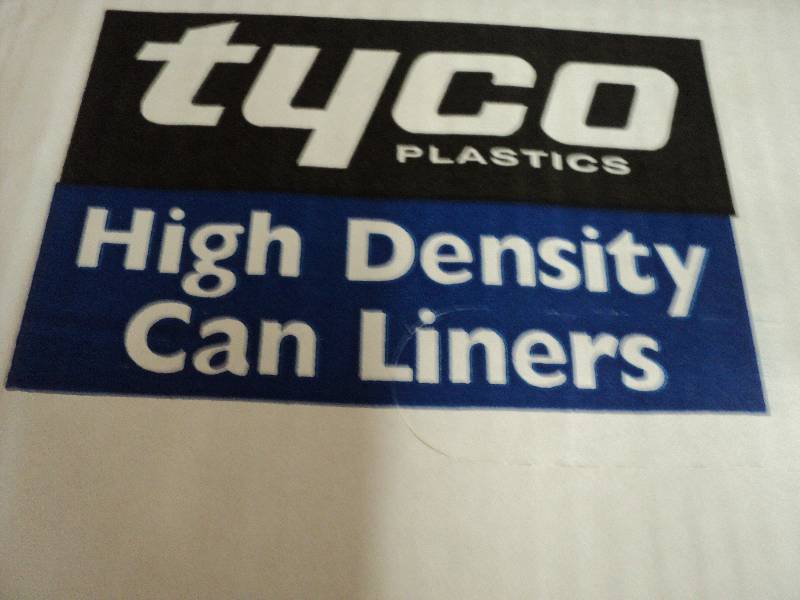 tyco
PLASTICS
High Density
Can Liners